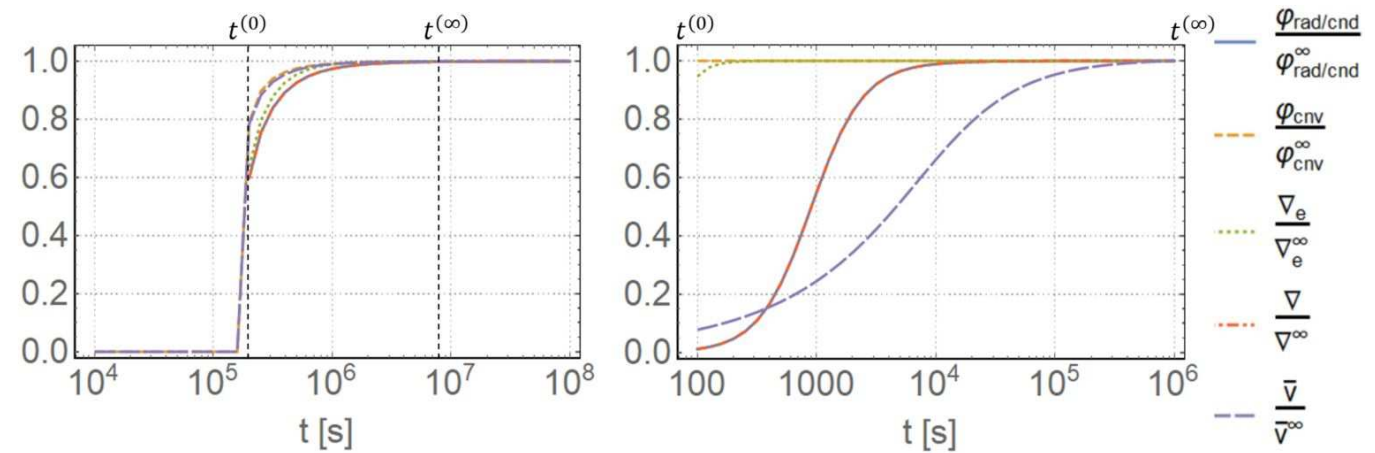 t^(0) t^(∞)
1.0
0.8
0.6
0.4
0.2
0.0
10^4 10^5 10^6 10^7 10^8
t [s]
t^(0) t^(∞)
1.0
0.8
0.6
0.4
0.2
0.0
100 1000 10^4 10^5 10^6
t [s]
φ_rad/cnd
φ^∞_rad/cnd
φ_cnv
φ^∞_cnv
∇_e
∇^∞_e
∇
∇^∞
v̄
v̄^∞